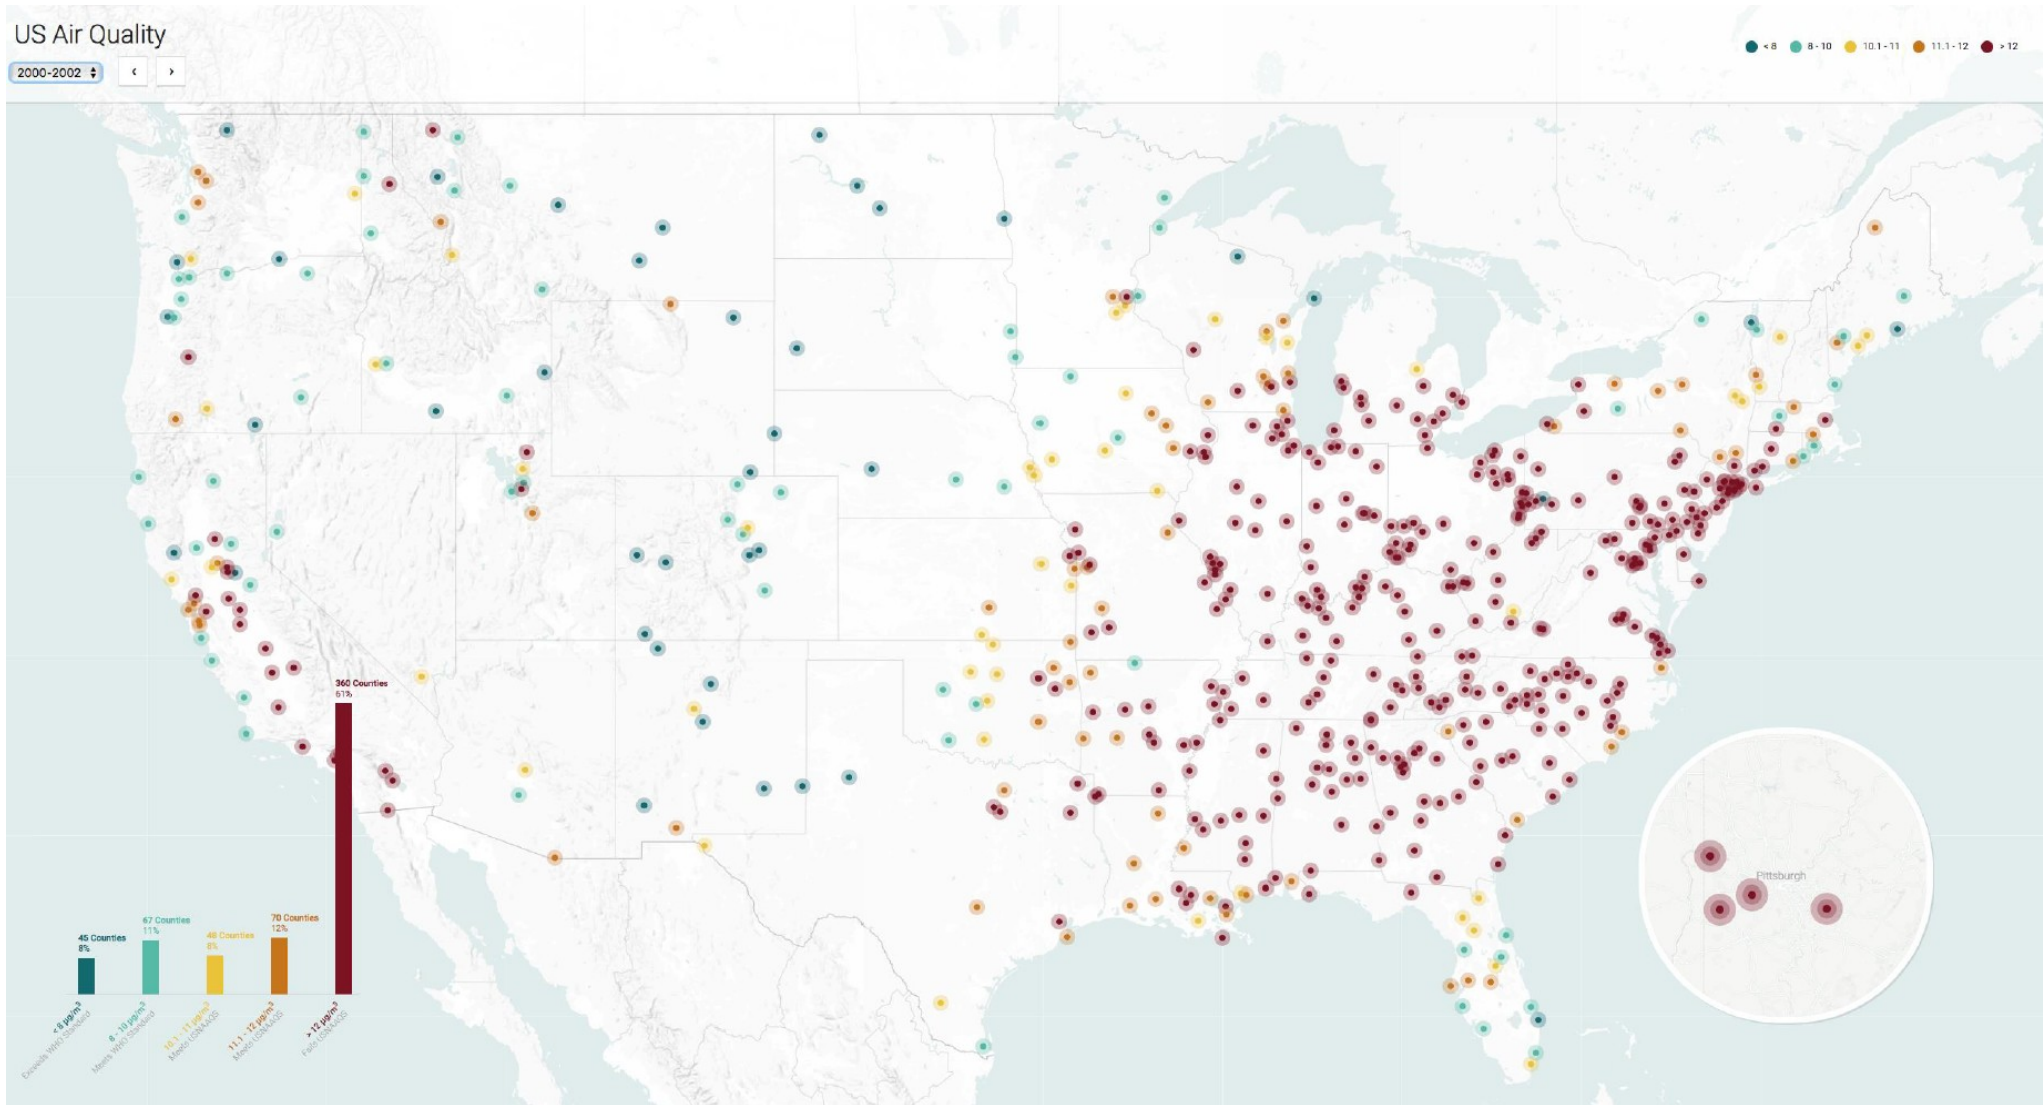 US Air Quality
2000-2002
< 8
8 - 10
10.1 - 11
11.1 - 12
> 12
360 Counties
61%
45 Counties
8%
67 Counties
11%
48 Counties
8%
70 Counties
12%
< 8 µg/m³
Exceeds WHO Standard
8 - 10 µg/m³
Meets WHO Standard
10.1 - 11 µg/m³
Meets USNAAQS
11.1 - 12 µg/m³
Meets USNAAQS
> 12 µg/m³
Fails USNAAQS
Pittsburgh